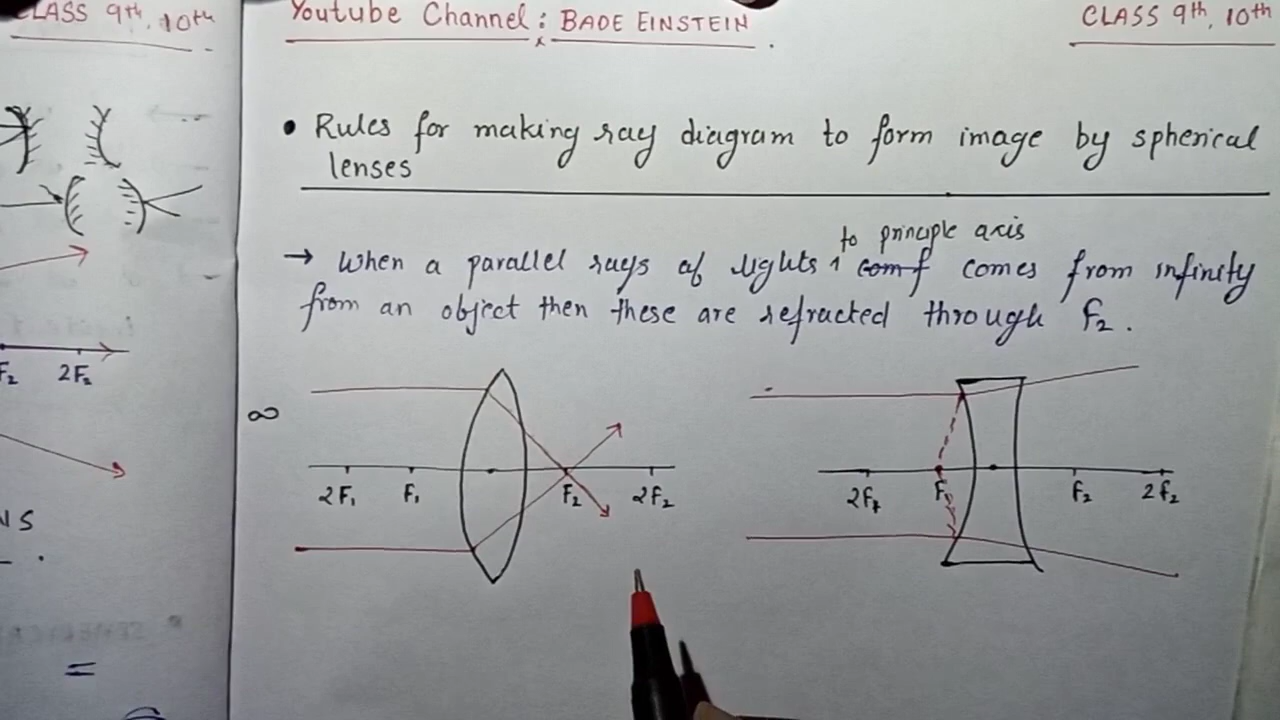 CLASS 9th, 10th
Youtube Channel : BADE EINSTEIN
CLASS 9th, 10th
• Rules for making ray diagram to form image by spherical
lenses
to principle axis
→ When a parallel rays of lights comes from infinity
from an object then these are refracted through F2.
∞
2F1 F1 F2 2F2
2F1 F1 F2 2F2
F2 2F2
NS
=